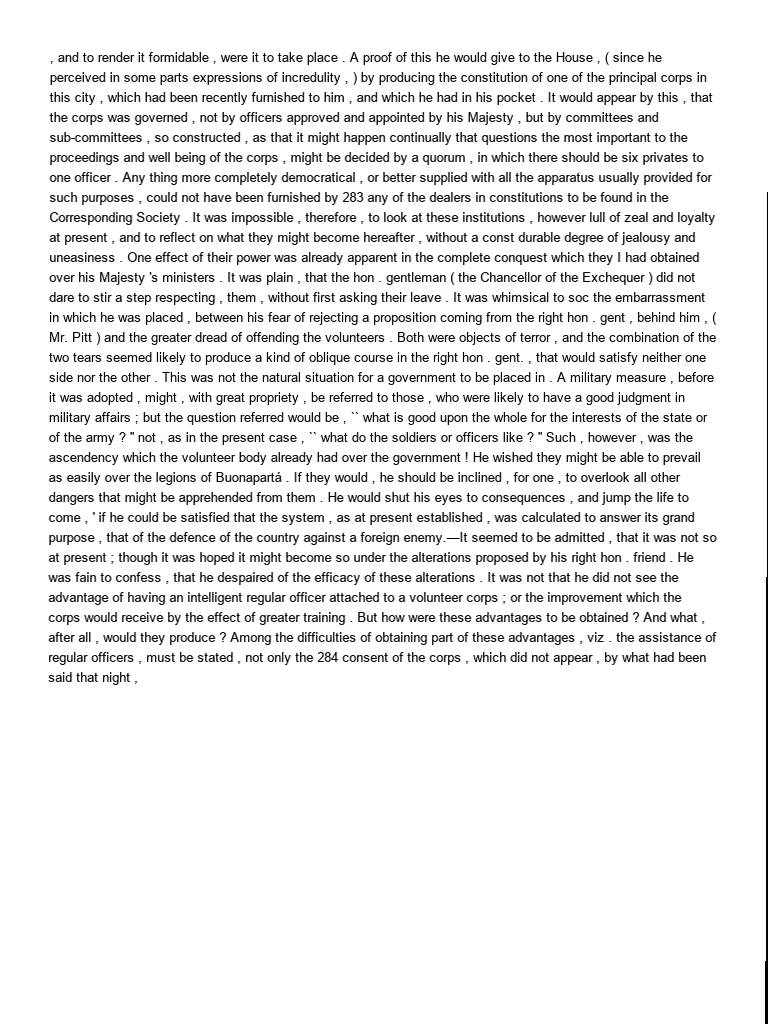 , and to render it formidable , were it to take place . A proof of this he would give to the House , ( since he
perceived in some parts expressions of incredulity , ) by producing the constitution of one of the principal corps in
this city , which had been recently furnished to him , and which he had in his pocket . It would appear by this , that
the corps was governed , not by officers approved and appointed by his Majesty , but by committees and
sub-committees , so constructed , as that it might happen continually that questions the most important to the
proceedings and well being of the corps , might be decided by a quorum , in which there should be six privates to
one officer . Any thing more completely democratical , or better supplied with all the apparatus usually provided for
such purposes , could not have been furnished by 283 any of the dealers in constitutions to be found in the
Corresponding Society . It was impossible , therefore , to look at these institutions , however lull of zeal and loyalty
at present , and to reflect on what they might become hereafter , without a const durable degree of jealousy and
uneasiness . One effect of their power was already apparent in the complete conquest which they I had obtained
over his Majesty 's ministers . It was plain , that the hon . gentleman ( the Chancellor of the Exchequer ) did not
dare to stir a step respecting , them , without first asking their leave . It was whimsical to soc the embarrassment
in which he was placed , between his fear of rejecting a proposition coming from the right hon . gent , behind him , (
Mr. Pitt ) and the greater dread of offending the volunteers . Both were objects of terror , and the combination of the
two tears seemed likely to produce a kind of oblique course in the right hon . gent. , that would satisfy neither one
side nor the other . This was not the natural situation for a government to be placed in . A military measure , before
it was adopted , might , with great propriety , be referred to those , who were likely to have a good judgment in
military affairs ; but the question referred would be , `` what is good upon the whole for the interests of the state or
of the army ? '' not , as in the present case , `` what do the soldiers or officers like ? '' Such , however , was the
ascendency which the volunteer body already had over the government ! He wished they might be able to prevail
as easily over the legions of Buonapartá . If they would , he should be inclined , for one , to overlook all other
dangers that might be apprehended from them . He would shut his eyes to consequences , and jump the life to
come , ' if he could be satisfied that the system , as at present established , was calculated to answer its grand
purpose , that of the defence of the country against a foreign enemy.—It seemed to be admitted , that it was not so
at present ; though it was hoped it might become so under the alterations proposed by his right hon . friend . He
was fain to confess , that he despaired of the efficacy of these alterations . It was not that he did not see the
advantage of having an intelligent regular officer attached to a volunteer corps ; or the improvement which the
corps would receive by the effect of greater training . But how were these advantages to be obtained ? And what ,
after all , would they produce ? Among the difficulties of obtaining part of these advantages , viz . the assistance of
regular officers , must be stated , not only the 284 consent of the corps , which did not appear , by what had been
said that night ,